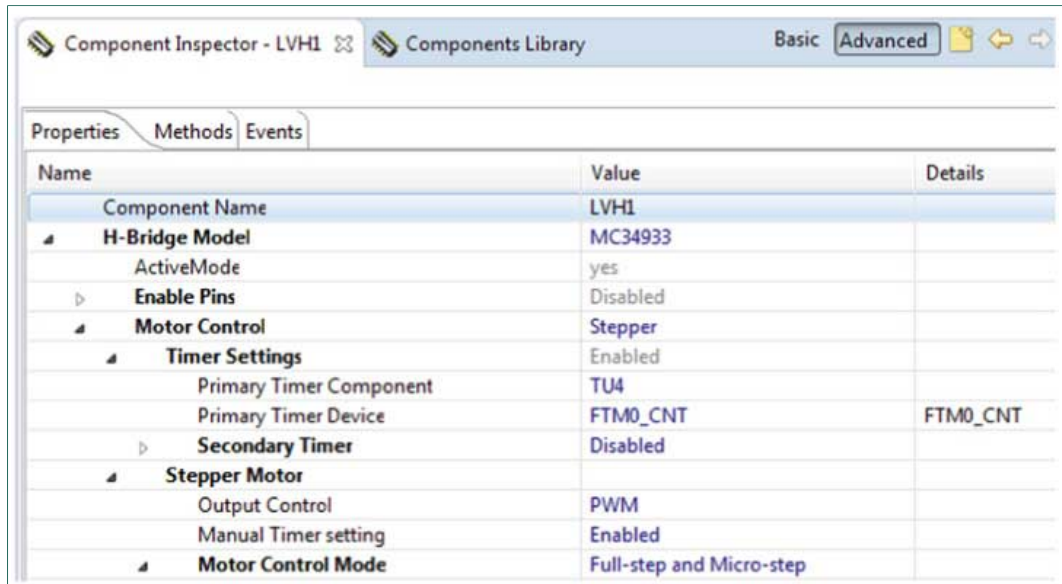 Component Inspector - LVH1 Components Library Basic Advanced
Properties Methods Events
Name Value Details
Component Name LVH1
H-Bridge Model MC34933
ActiveMode yes
Enable Pins Disabled
Motor Control Stepper
Timer Settings Enabled
Primary Timer Component TU4
Primary Timer Device FTM0_CNT FTM0_CNT
Secondary Timer Disabled
Stepper Motor
Output Control PWM
Manual Timer setting Enabled
Motor Control Mode Full-step and Micro-step